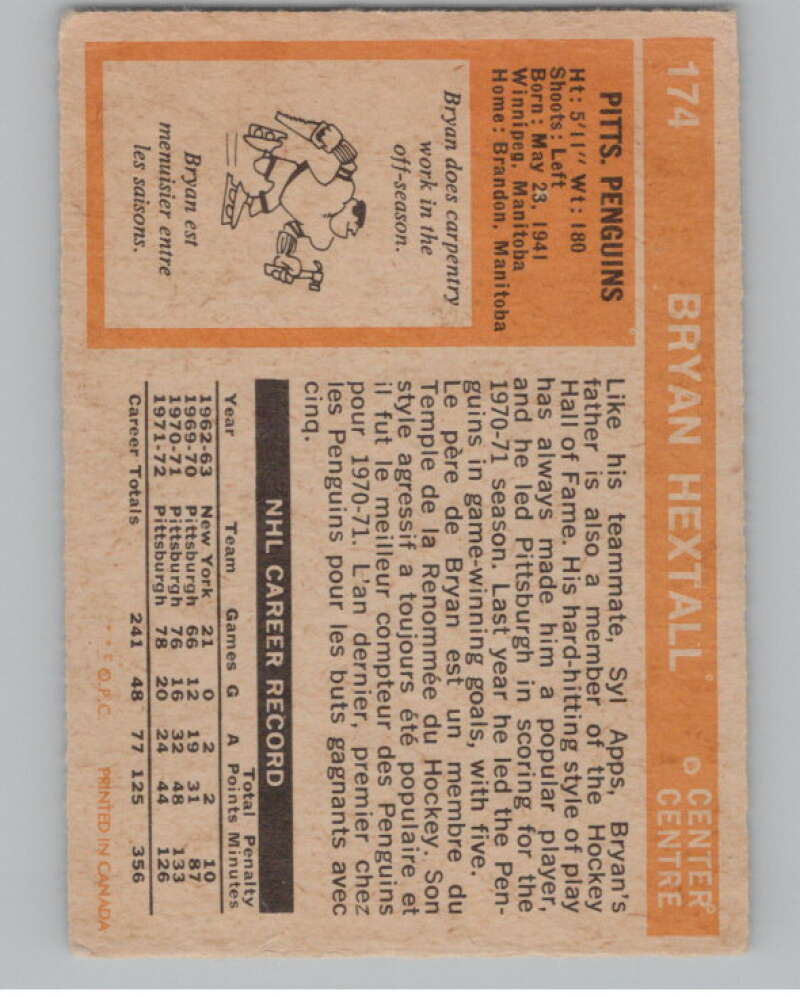 174 BRYAN HEXTALL CENTER
CENTRE
PITTS. PENGUINS
Ht: 5'11" Wt: 180
Shoots: Left
Born: May 23, 1941
Winnipeg, Manitoba
Home: Brandon, Manitoba
Bryan does carpentry
work in the
off-season.
Bryan est
menuisier entre
les saisons.
Like his teammate, Syl Apps, Bryan's
father is also a member of the Hockey
Hall of Fame. His hard-hitting style of play
has always made him a popular player,
and he led Pittsburgh in scoring for the
1970-71 season. Last year he led the Pen-
guins in game-winning goals, with five.
Le père de Bryan est un membre du
Temple de la Renommée du Hockey. Son
style agressif a toujours été populaire et
il fut le meilleur compteur des Penguins
pour 1970-71. L'an dernier, premier chez
les Penguins pour les buts gagnants avec
cinq.
NHL CAREER RECORD
Total Penalty
Year Team Games G A Points Minutes
1962-63 New York 21 0 2 2 10
1969-70 Pittsburgh 66 12 19 31 87
1970-71 Pittsburgh 76 16 32 48 133
1971-72 Pittsburgh 78 20 24 44 126
Career Totals 241 48 77 125 356
** © O.P.C. PRINTED IN CANADA